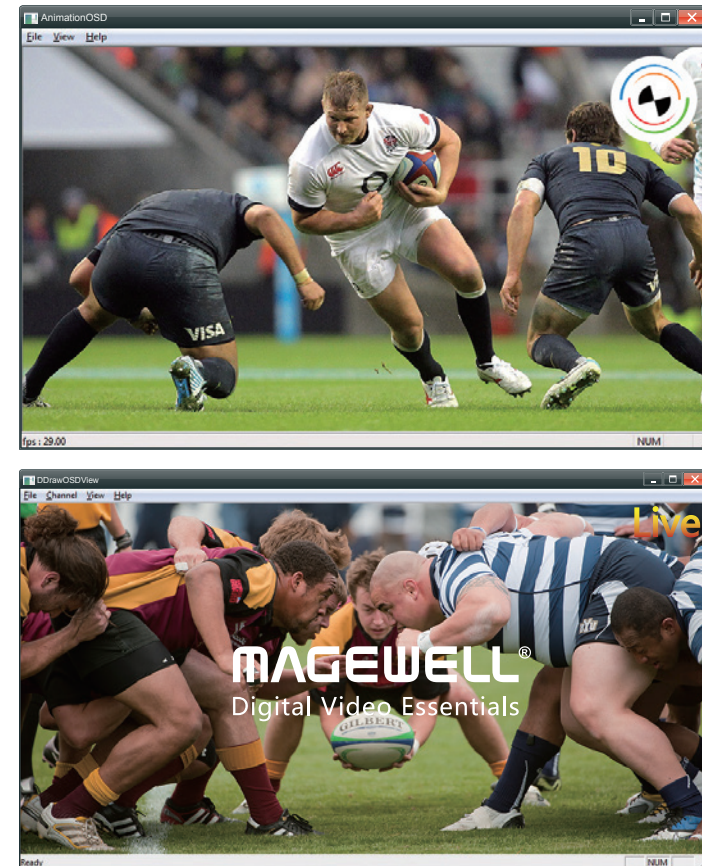 AnimationOSD
File View Help
10
VISA
fps : 29.00
NUM
DDrawOSDView
File Channel View Help
Live
MAGEWELL®
Digital Video Essentials
GILBERT
Ready
NUM